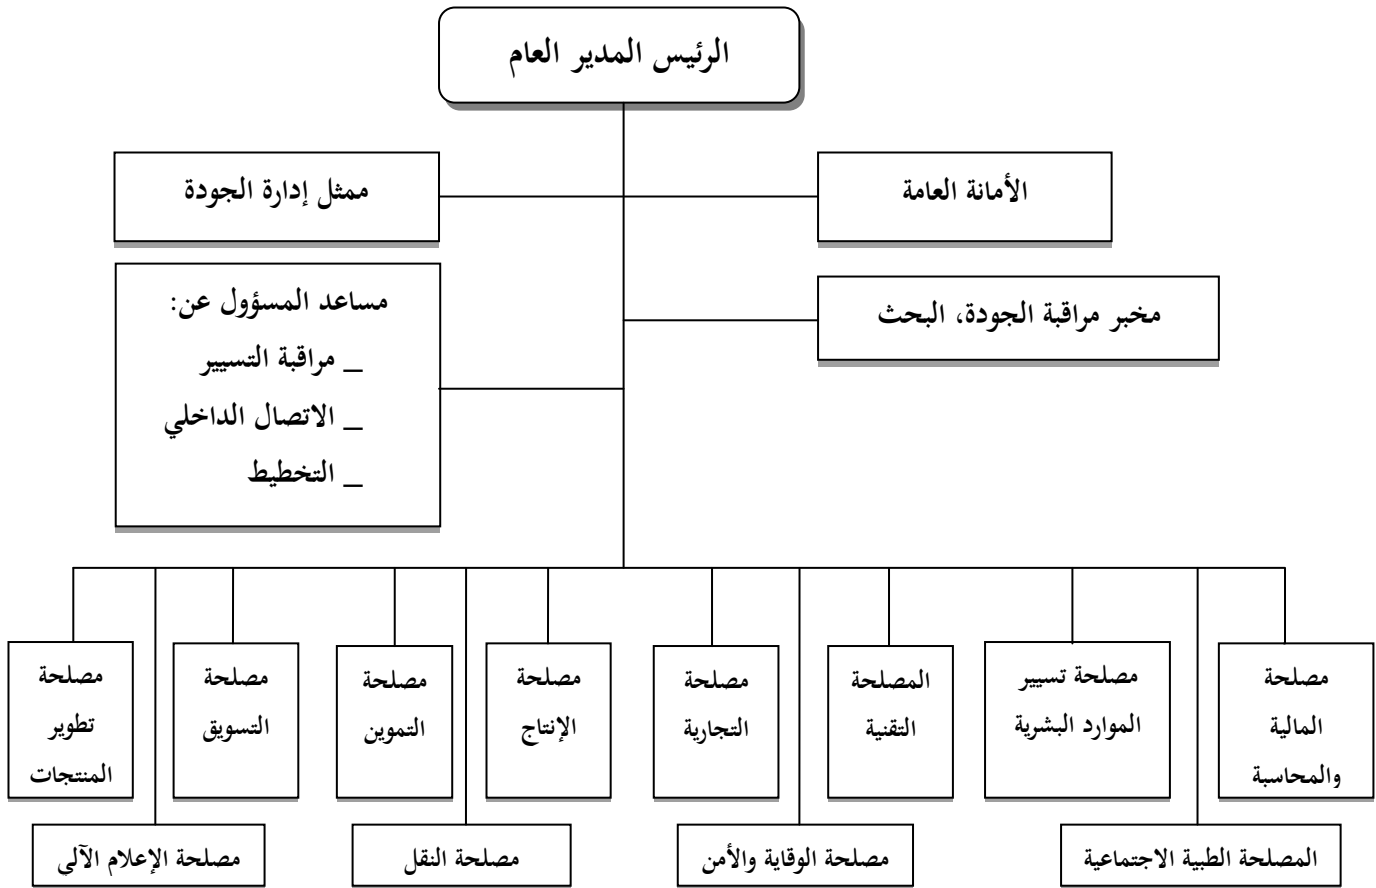 الرئيس المدير العام
الأمانة العامة
ممثل إدارة الجودة
مخبر مراقبة الجودة، البحث
مساعد المسؤول عن:
_ مراقبة التسيير
_ الاتصال الداخلي
_ التخطيط
مصلحة
المالية
والمحاسبة
مصلحة تسيير
الموارد البشرية
المصلحة
التقنية
مصلحة
التجارية
مصلحة
الإنتاج
مصلحة
التموين
مصلحة
التسويق
مصلحة
تطوير
المنتجات
المصلحة الطبية الاجتماعية
مصلحة الوقاية والأمن
مصلحة النقل
مصلحة الإعلام الآلي